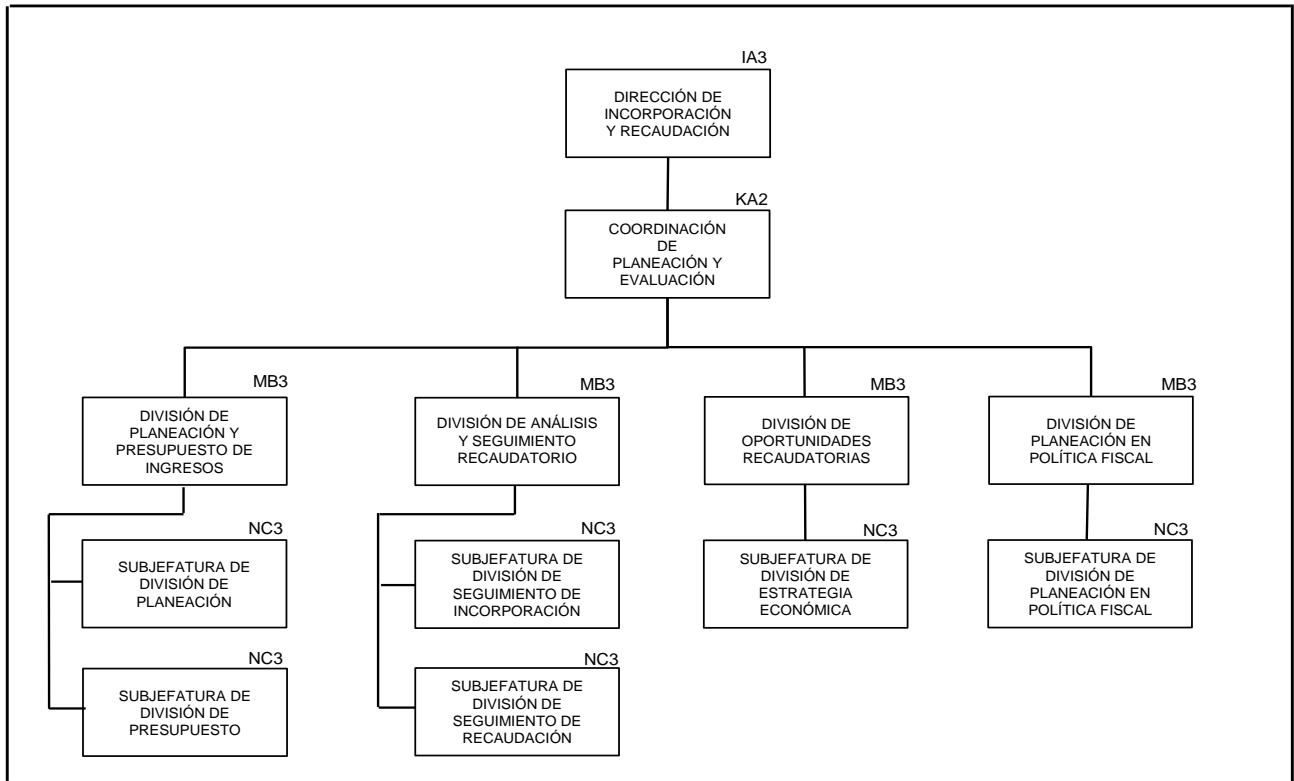 IA3
DIRECCIÓN DE
INCORPORACIÓN
Y RECAUDACIÓN
KA2
COORDINACIÓN
DE
PLANEACIÓN Y
EVALUACIÓN
MB3
DIVISIÓN DE
PLANEACIÓN Y
PRESUPUESTO DE
INGRESOS
MB3
DIVISIÓN DE ANÁLISIS
Y SEGUIMIENTO
RECAUDATORIO
MB3
DIVISIÓN DE
OPORTUNIDADES
RECAUDATORIAS
MB3
DIVISIÓN DE
PLANEACIÓN EN
POLÍTICA FISCAL
NC3
SUBJEFATURA DE
DIVISIÓN DE
PLANEACIÓN
NC3
SUBJEFATURA DE
DIVISIÓN DE
SEGUIMIENTO DE
INCORPORACIÓN
NC3
SUBJEFATURA DE
DIVISIÓN DE
ESTRATEGIA
ECONÓMICA
NC3
SUBJEFATURA DE
DIVISIÓN DE
PLANEACIÓN EN
POLÍTICA FISCAL
NC3
SUBJEFATURA DE
DIVISIÓN DE
PRESUPUESTO
NC3
SUBJEFATURA DE
DIVISIÓN DE
SEGUIMIENTO DE
RECAUDACIÓN